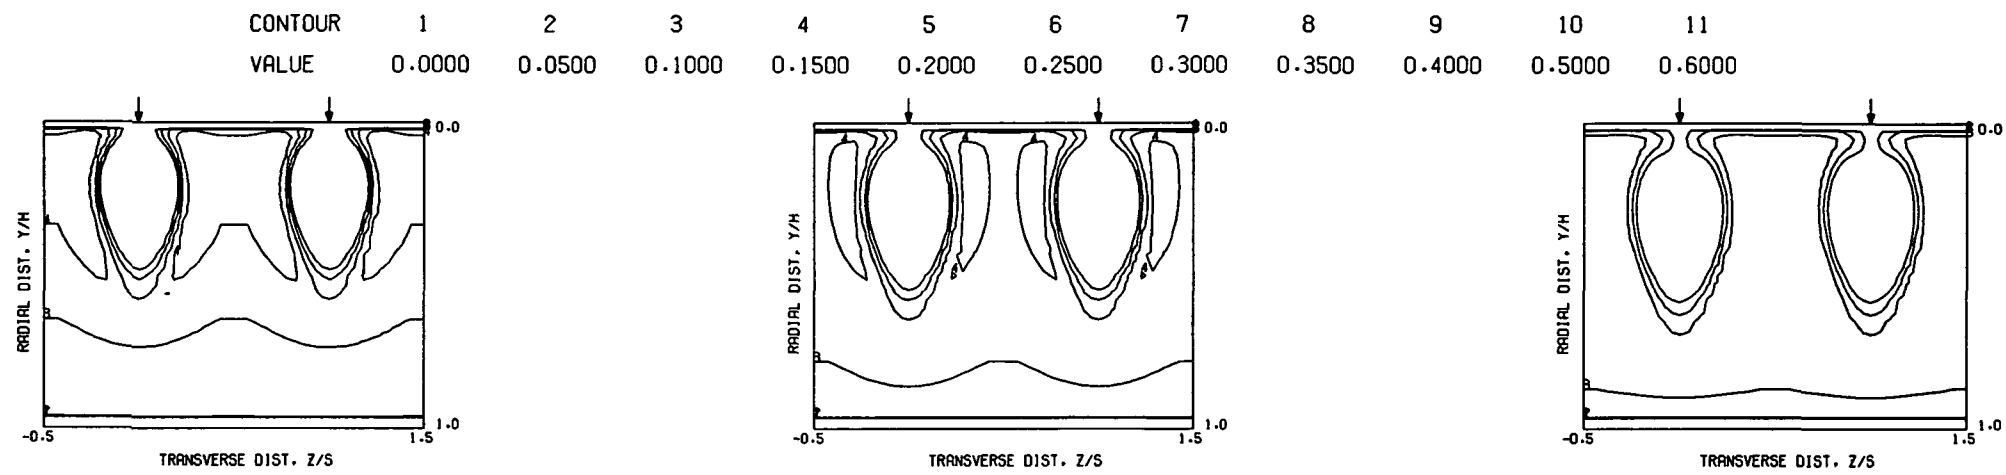 CONTOUR 1 2 3 4 5 6 7 8 9 10 11
VALUE 0.0000 0.0500 0.1000 0.1500 0.2000 0.2500 0.3000 0.3500 0.4000 0.5000 0.6000
0.0
RADIAL DIST, Y/H
1.0
-0.5 1.5
TRANSVERSE DIST. Z/S
0.0
RADIAL DIST, Y/H
1.0
-0.5 1.5
TRANSVERSE DIST. Z/S
0.0
RADIAL DIST, Y/H
1.0
-0.5 1.5
TRANSVERSE DIST. Z/S